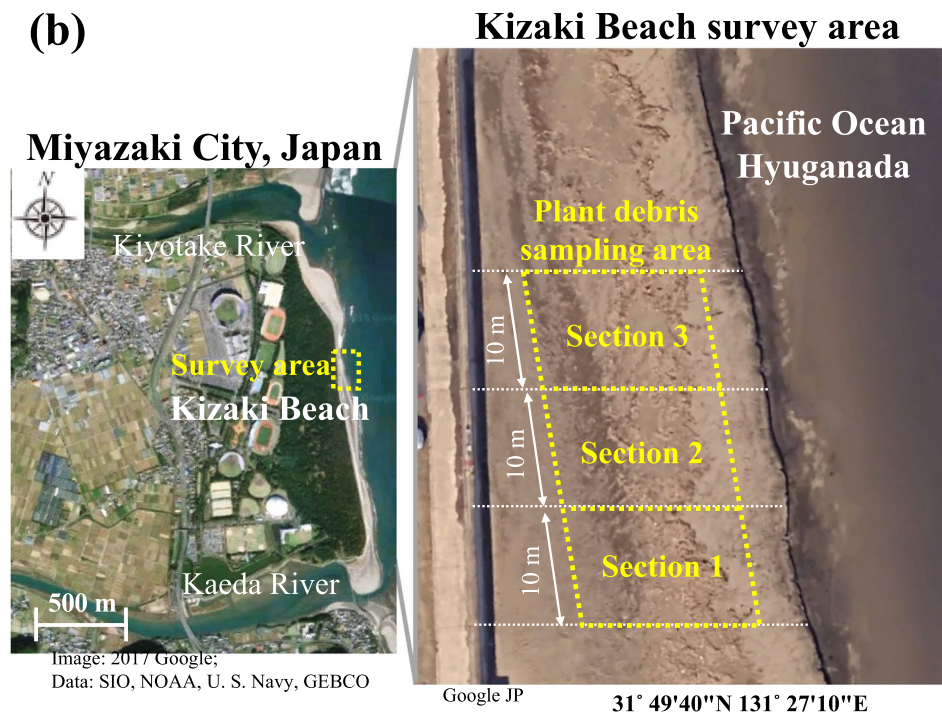 (b)
Kizaki Beach survey area
Miyazaki City, Japan
N
Kiyotake River
Survey area
Kizaki Beach
Kaeda River
500 m
Image: 2017 Google;
Data: SIO, NOAA, U. S. Navy, GEBCO
Pacific Ocean
Hyuganada
Plant debris
sampling area
10 m
Section 3
10 m
Section 2
10 m
Section 1
Google JP
31˚ 49'40"N 131˚ 27'10"E